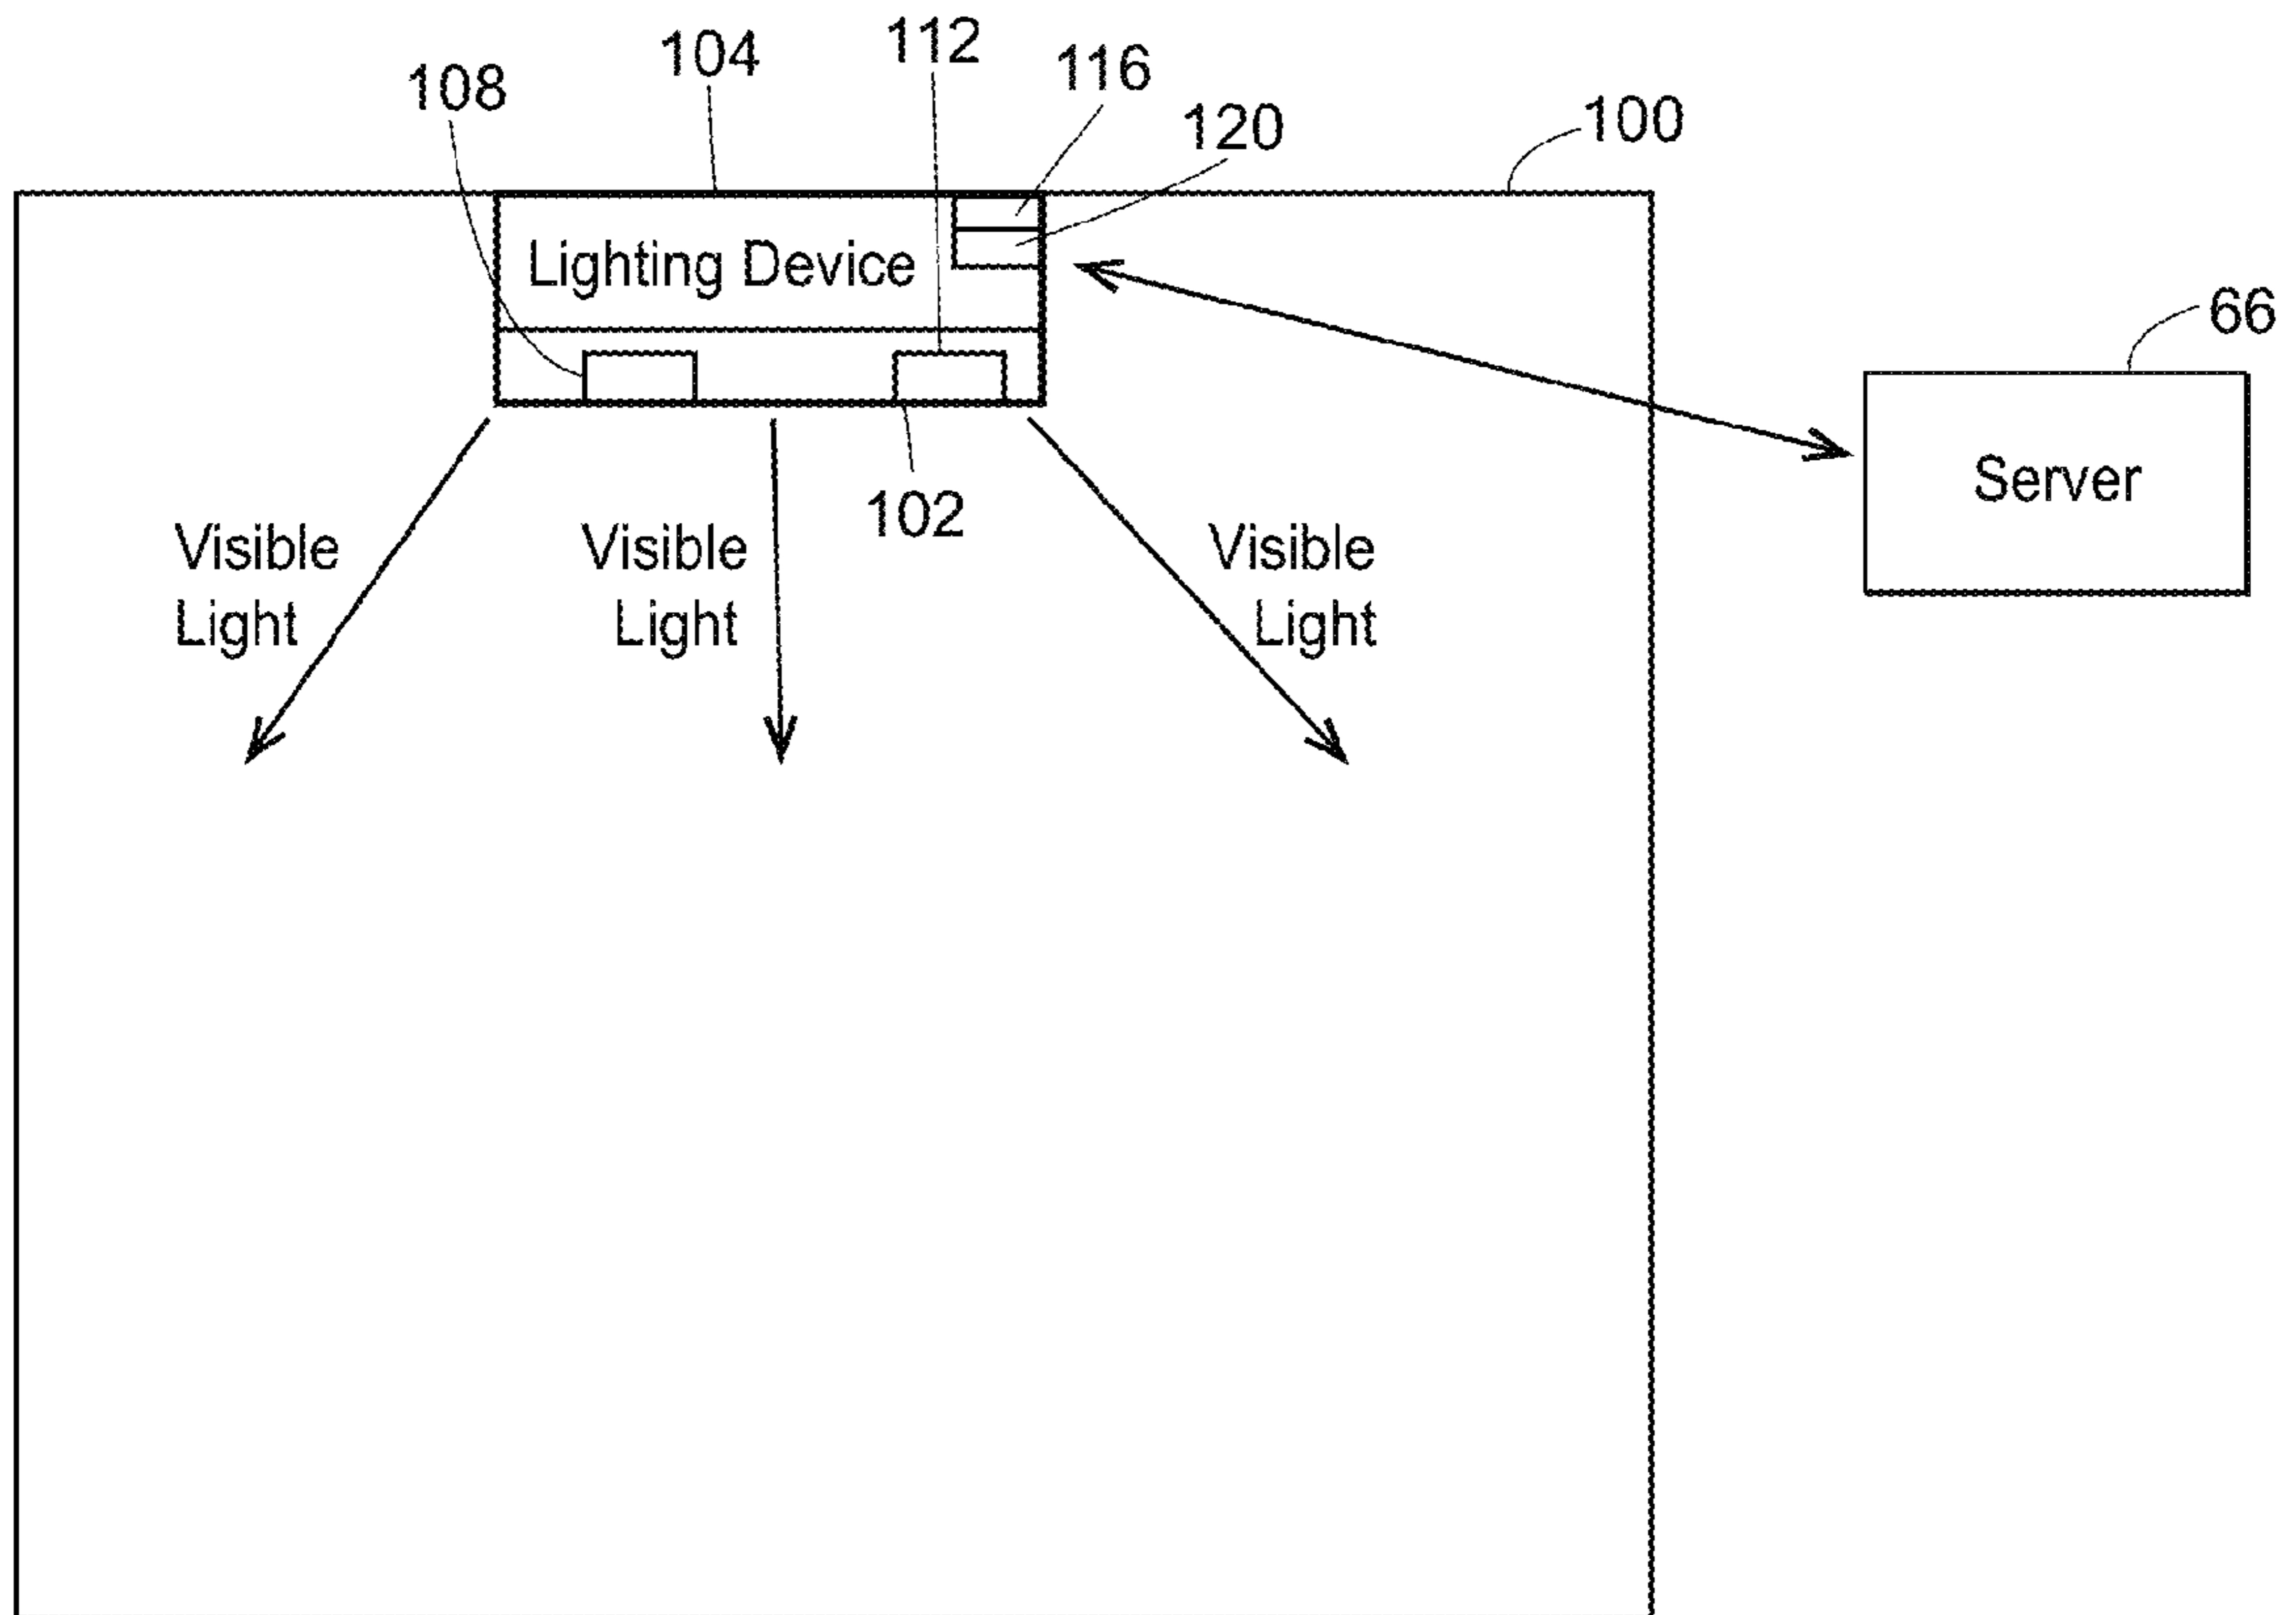 112
104
116
108
100
120
Lighting Device
66
Server
102
Visible
Light
Visible
Light
Visible
Light